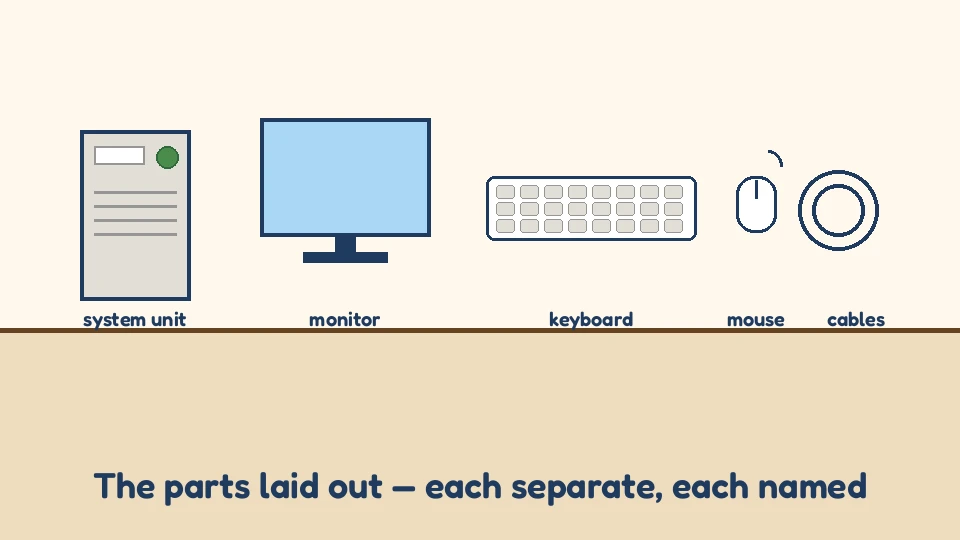 system unit
monitor
keyboard
mouse
cables
The parts laid out — each separate, each named